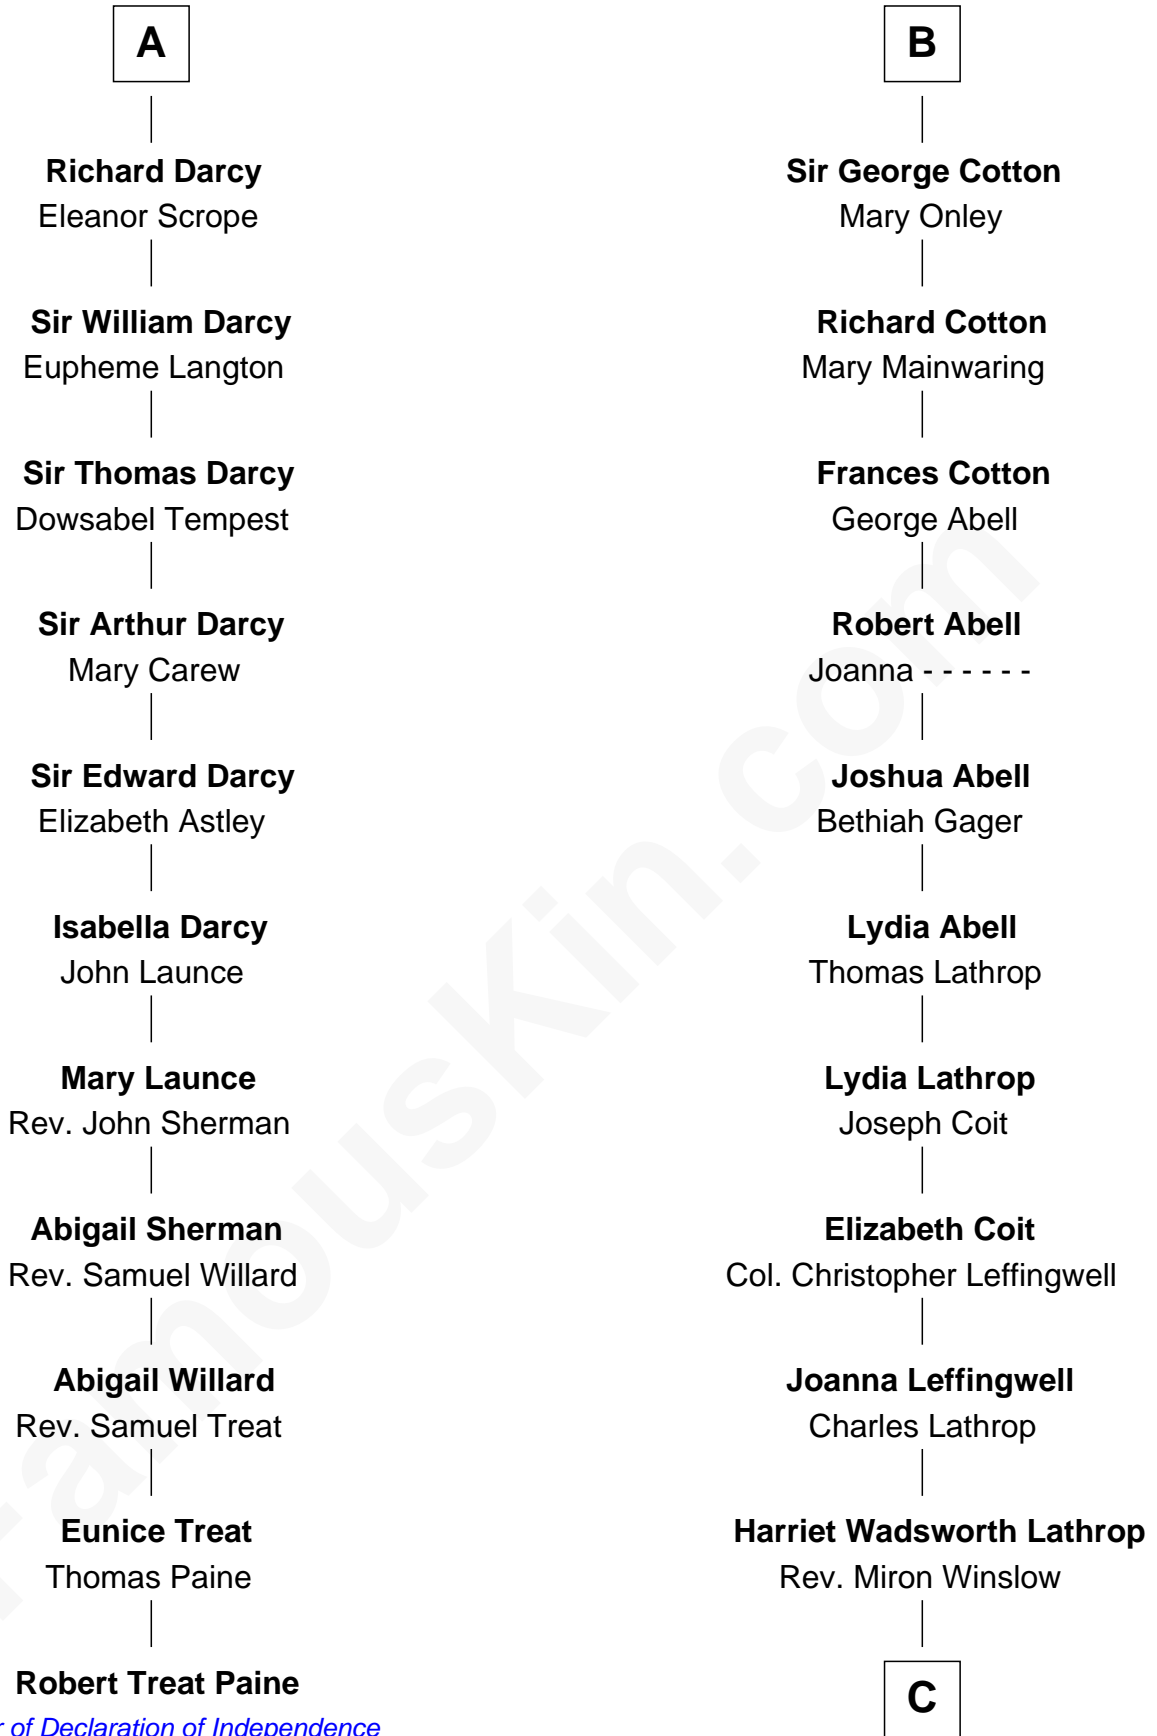 A
Richard Darcy
Eleanor Scrope
Sir William Darcy
Eupheme Langton
Sir Thomas Darcy
Dowsabel Tempest
Sir Arthur Darcy
Mary Carew
Sir Edward Darcy
Elizabeth Astley
Isabella Darcy
John Launce
Mary Launce
Rev. John Sherman
Abigail Sherman
Rev. Samuel Willard
Abigail Willard
Rev. Samuel Treat
Eunice Treat
Thomas Paine
Robert Treat Paine
of Declaration of Independence
B
Sir George Cotton
Mary Onley
Richard Cotton
Mary Mainwaring
Frances Cotton
George Abell
Robert Abell
Joanna - - - - - -
Joshua Abell
Bethiah Gager
Lydia Abell
Thomas Lathrop
Lydia Lathrop
Joseph Coit
Elizabeth Coit
Col. Christopher Leffingwell
Joanna Leffingwell
Charles Lathrop
Harriet Wadsworth Lathrop
Rev. Miron Winslow
C
FamousKin.com